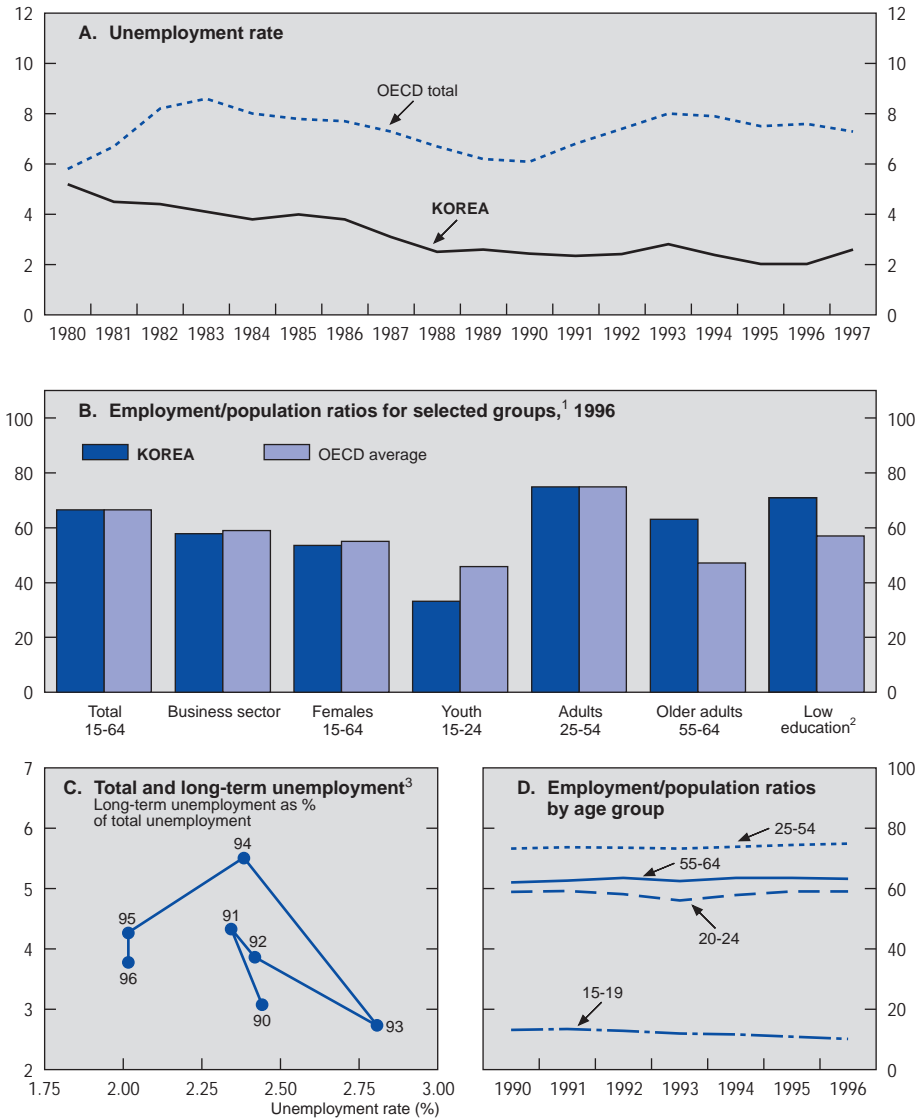 A. Unemployment rate
12
10
8
6
4
2
0
12
10
8
6
4
2
0
OECD total
KOREA
1980 1981 1982 1983 1984 1985 1986 1987 1988 1989 1990 1991 1992 1993 1994 1995 1996 1997
B. Employment/population ratios for selected groups,1 1996
KOREA OECD average
100
80
60
40
20
0
100
80
60
40
20
0
Total
15-64
Business sector
Females
15-64
Youth
15-24
Adults
25-54
Older adults
55-64
Low
education2
C. Total and long-term unemployment3
Long-term unemployment as %
of total unemployment
7
6
5
4
3
2
94
95
91
92
96
90
93
1.75 2.00 2.25 2.50 2.75 3.00
Unemployment rate (%)
D. Employment/population ratios
by age group
100
80
60
40
20
0
25-54
55-64
20-24
15-19
1990 1991 1992 1993 1994 1995 1996